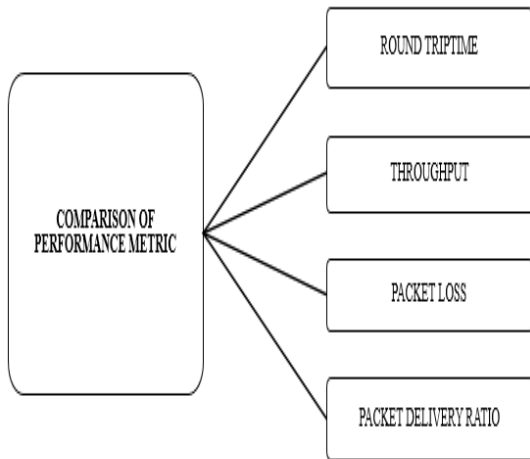 ROUND TRIPTIME
THROUGHPUT
COMPARISON OF
PERFORMANCE METRIC
PACKET LOSS
PACKET DELIVERY RATIO